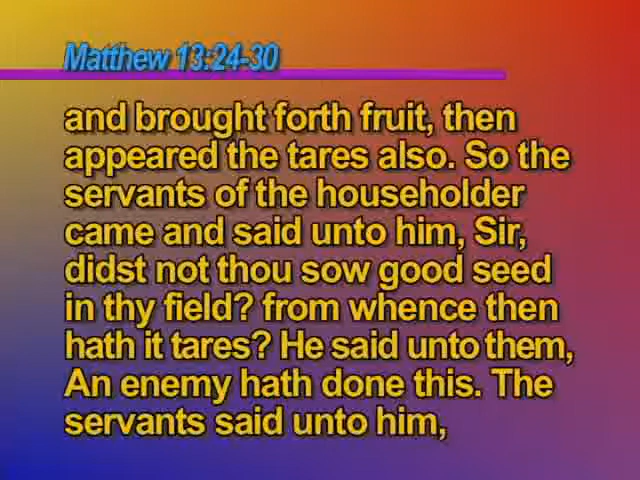 Matthew 13:24-30
and brought forth fruit, then
appeared the tares also. So the
servants of the householder
came and said unto him, Sir,
didst not thou sow good seed
in thy field? from whence then
hath it tares? He said unto them,
An enemy hath done this. The
servants said unto him,